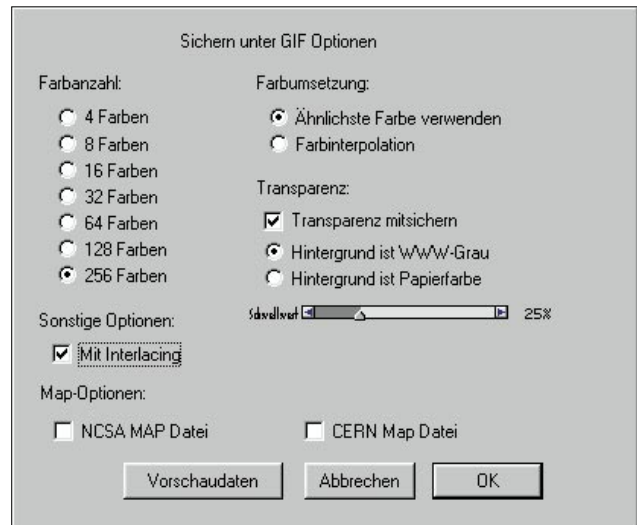 Sichern unter GIF Optionen
Farbanzahl:
4 Farben
8 Farben
16 Farben
32 Farben
64 Farben
128 Farben
256 Farben
Sonstige Optionen:
Mit Interlacing
Farbumsetzung:
Ähnlichste Farbe verwenden
Farbinterpolation
Transparenz:
Transparenz mitsichern
Hintergrund ist WWW-Grau
Hintergrund ist Papierfarbe
Schwellwert 25%
Map-Optionen:
NCSA MAP Datei CERN Map Datei
Vorschaudaten Abbrechen OK